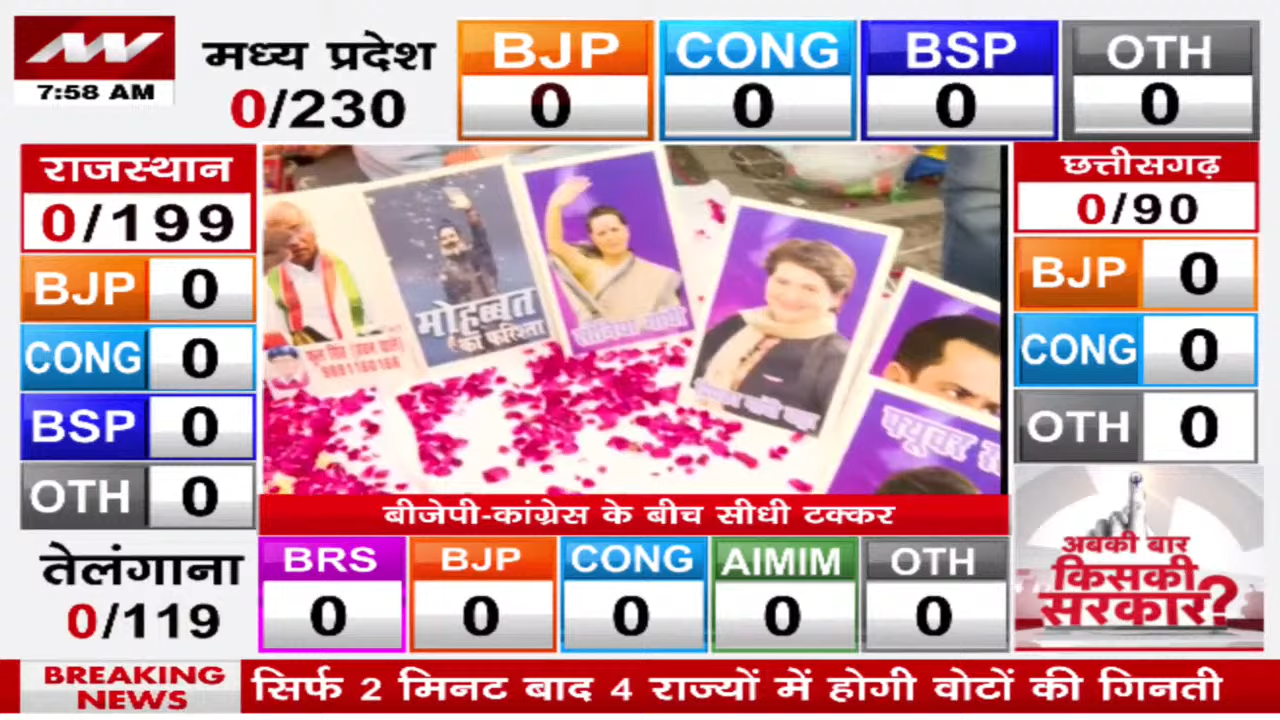 7:58 AM
मध्य प्रदेश
0/230
BJP
0
CONG
0
BSP
0
OTH
0
राजस्थान
0/199
BJP 0
CONG 0
BSP 0
OTH 0
छत्तीसगढ़
0/90
BJP 0
CONG 0
OTH 0
मोहब्बत
का फरिश्ता
सोनिया गांधी
9891160168
फ्यूचर
बीजेपी-कांग्रेस के बीच सीधी टक्कर
तेलंगाना
0/119
BRS
0
BJP
0
CONG
0
AIMIM
0
OTH
0
अबकी बार
किसकी
सरकार?
BREAKING
NEWS
सिर्फ 2 मिनट बाद 4 राज्यों में होगी वोटों की गिनती